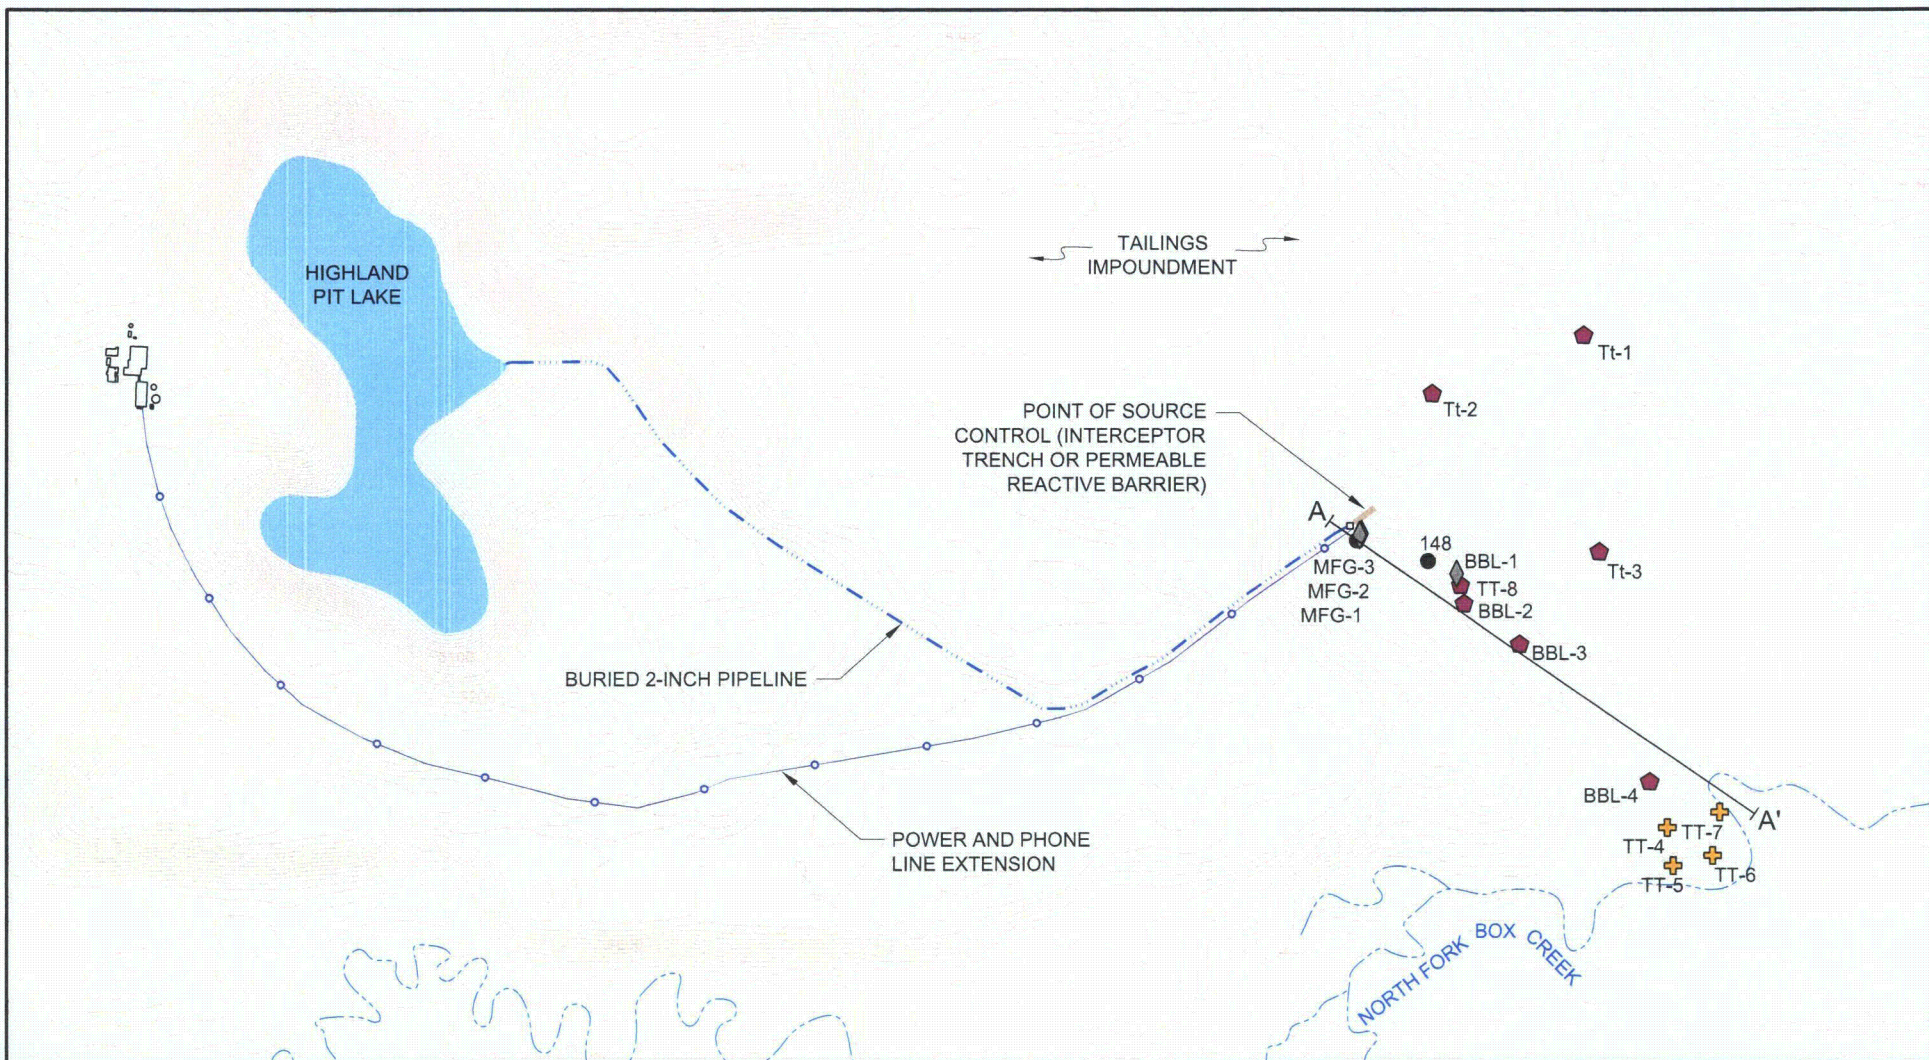 TAILINGS
IMPOUNDMENT
HIGHLAND
PIT LAKE
Tt-1
Tt-2
POINT OF SOURCE
CONTROL (INTERCEPTOR
TRENCH OR PERMEABLE
REACTIVE BARRIER)
A
148
BBL-1
Tt-3
MFG-3
TT-8
MFG-2
BBL-2
MFG-1
BBL-3
BURIED 2-INCH PIPELINE
BBL-4
A'
TT-7
POWER AND PHONE
LINE EXTENSION
TT-4
TT-6
TT-5
NORTH FORK BOX CREEK